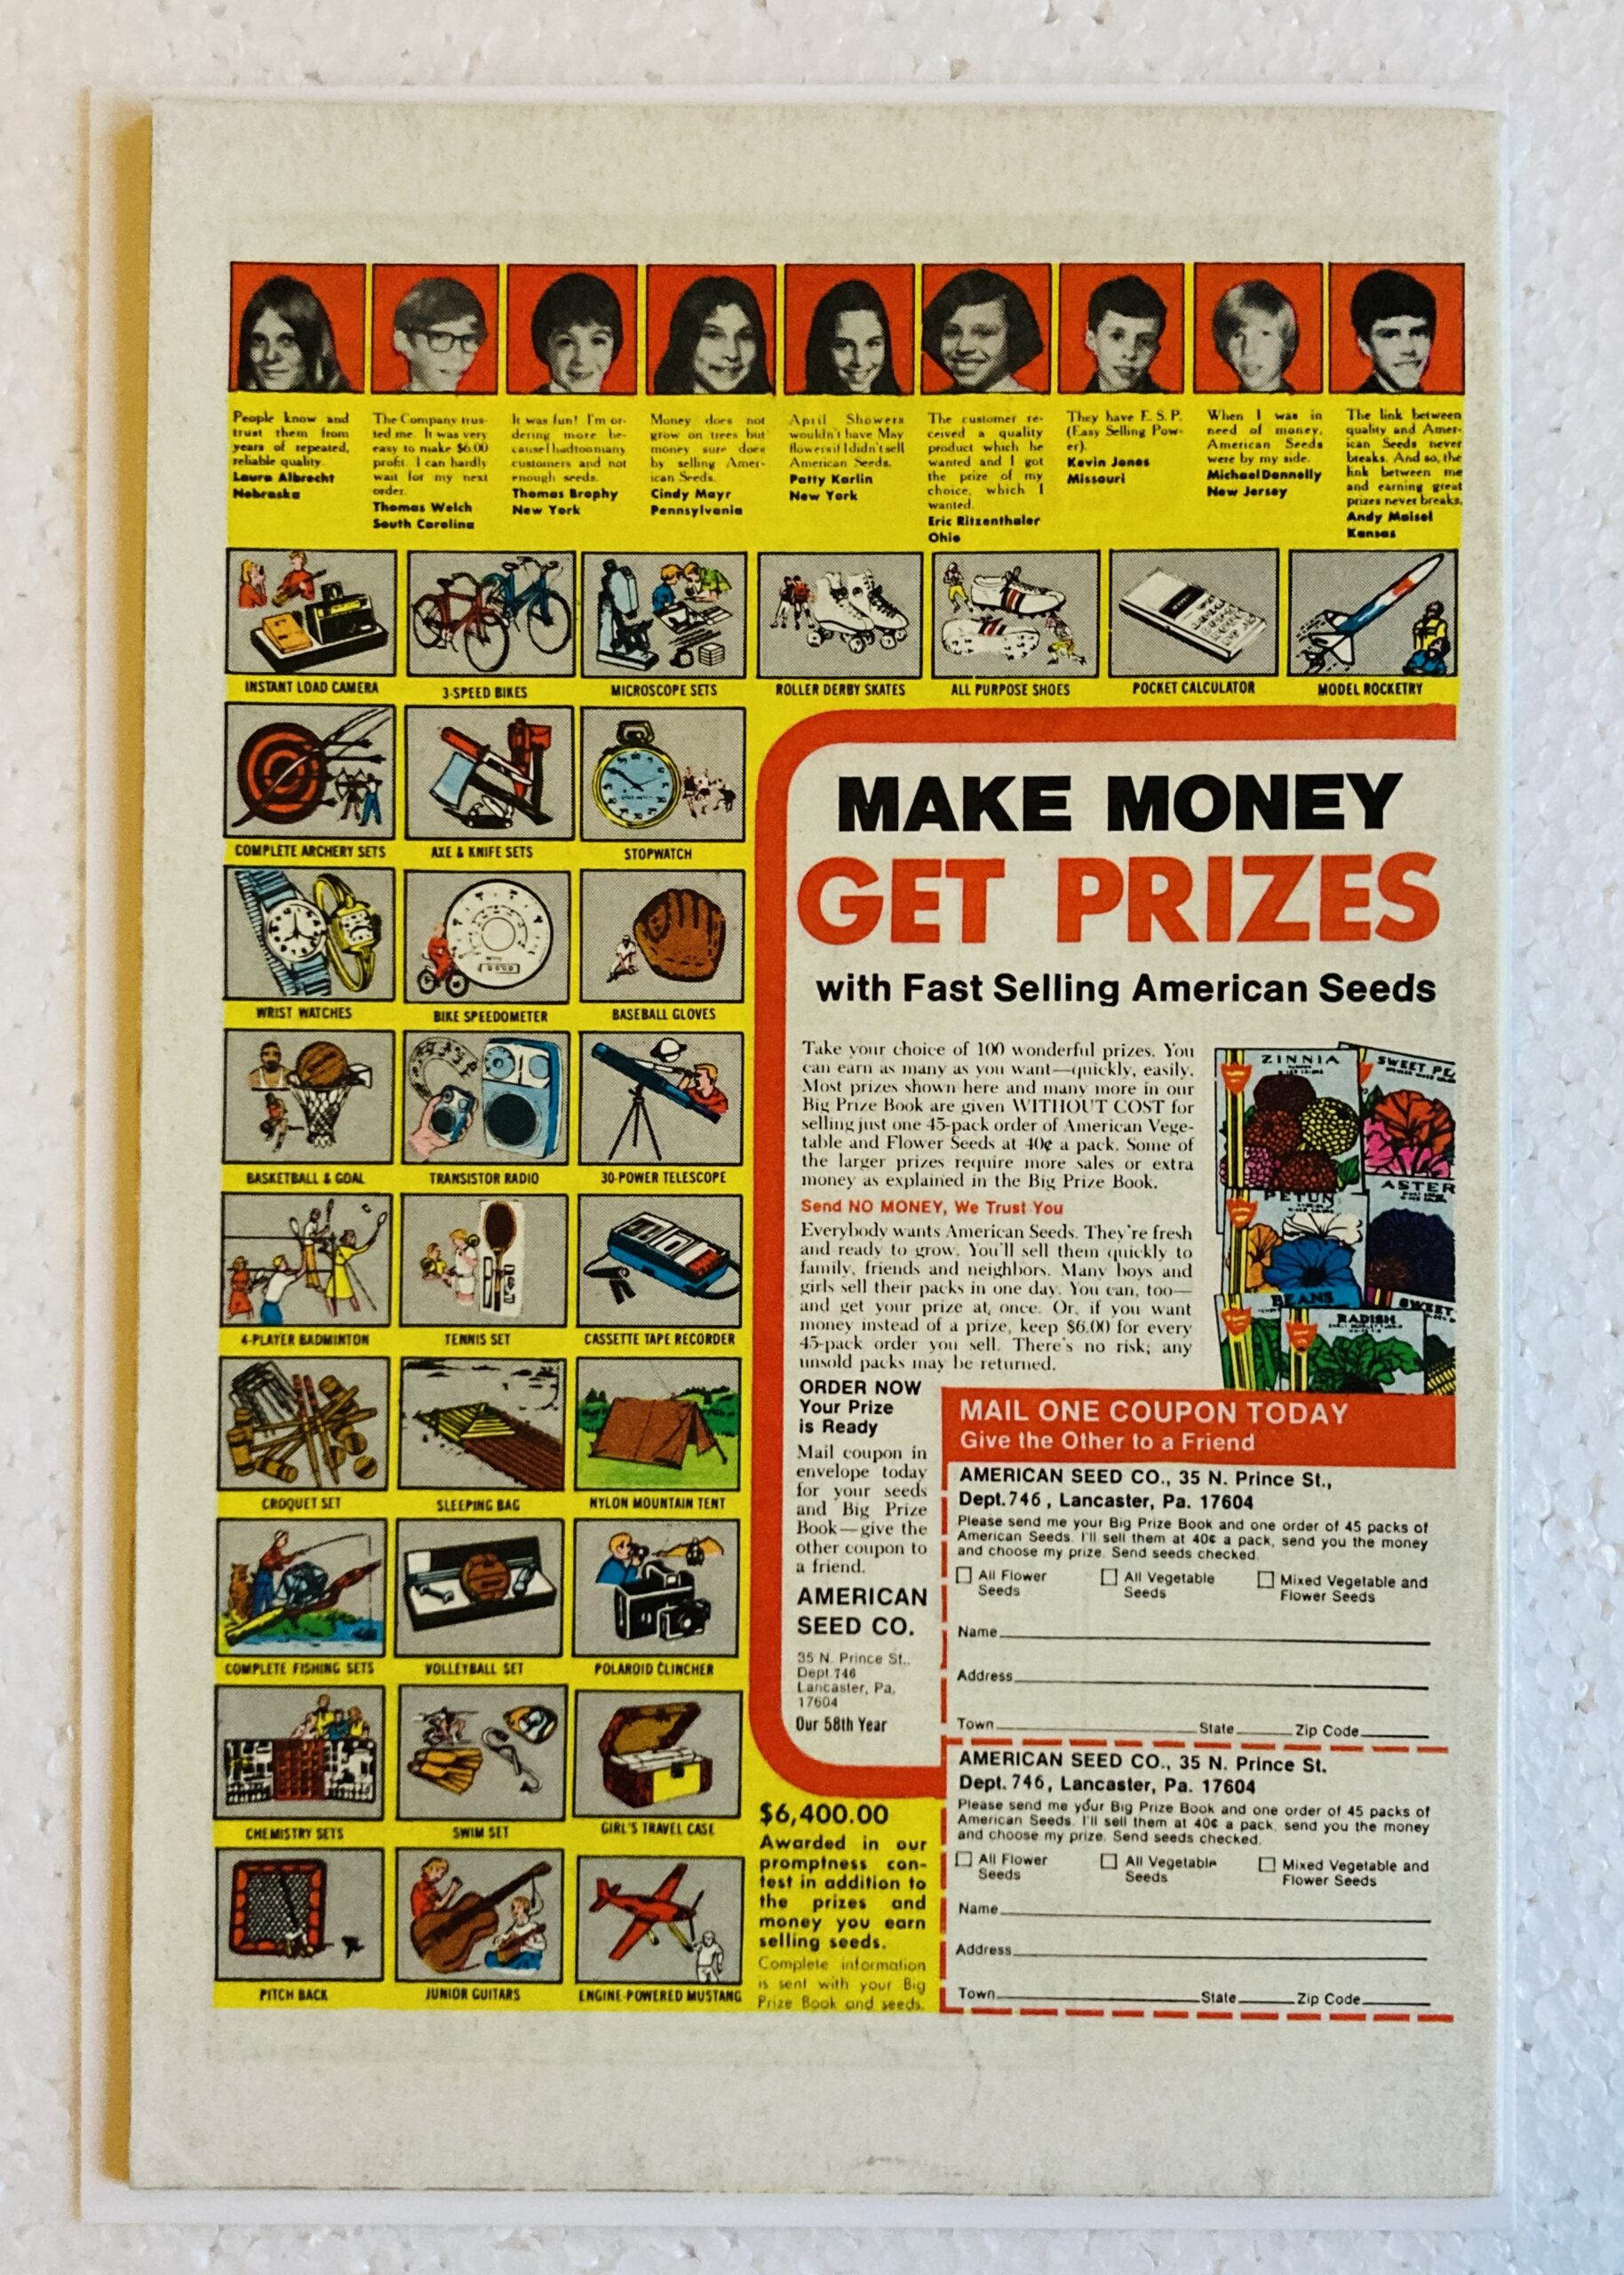 People know and
trust them from
years of repeated,
reliable quality.
Laura Albrecht
Nebraska
The Company trus-
ted me. It was very
easy to make $6.00
profit. I can hardly
wait for my next
order.
Thomas Welch
South Carolina
It was fun! I'm or-
dering more be-
cause I had too many
customers and not
enough seeds.
Thomas Brophy
New York
Money does not
grow on trees but
money sure does
by selling Amer-
ican Seeds.
Cindy Mayr
Pennsylvania
April Showers
wouldn't have May
flowers if I didn't sell
American Seeds.
Patty Karlin
New York
The customer re-
ceived a quality
product which he
wanted and I got
the prize of my
choice, which I
wanted.
Eric Ritzenthaler
Ohio
They have E. S. P.
(Easy Selling Pow-
er).
Kevin Jones
Missouri
When I was in
need of money,
American Seeds
were by my side.
Michael Donnelly
New Jersey
The link between
quality and Amer-
ican Seeds never
breaks. And so, the
link between me
and earning great
prizes never breaks.
Andy Maisel
Kansas
INSTANT LOAD CAMERA
3-SPEED BIKES
MICROSCOPE SETS
ROLLER DERBY SKATES
ALL PURPOSE SHOES
POCKET CALCULATOR
MODEL ROCKETRY
COMPLETE ARCHERY SETS
AXE & KNIFE SETS
STOPWATCH
WRIST WATCHES
BIKE SPEEDOMETER
BASEBALL GLOVES
BASKETBALL & GOAL
TRANSISTOR RADIO
30-POWER TELESCOPE
4-PLAYER BADMINTON
TENNIS SET
CASSETTE TAPE RECORDER
CROQUET SET
SLEEPING BAG
NYLON MOUNTAIN TENT
COMPLETE FISHING SETS
VOLLEYBALL SET
POLAROID CLINCHER
CHEMISTRY SETS
SWIM SET
GIRL'S TRAVEL CASE
PITCH BACK
JUNIOR GUITARS
ENGINE-POWERED MUSTANG
MAKE MONEY
GET PRIZES
with Fast Selling American Seeds
Take your choice of 100 wonderful prizes. You
can earn as many as you want—quickly, easily.
Most prizes shown here and many more in our
Big Prize Book are given WITHOUT COST for
selling just one 45-pack order of American Vege-
table and Flower Seeds at 40¢ a pack. Some of
the larger prizes require more sales or extra
money as explained in the Big Prize Book.
Send NO MONEY, We Trust You
Everybody wants American Seeds. They're fresh
and ready to grow. You'll sell them quickly to
family, friends and neighbors. Many boys and
girls sell their packs in one day. You can, too—
and get your prize at once. Or, if you want
money instead of a prize, keep $6.00 for every
45-pack order you sell. There's no risk; any
unsold packs may be returned.
ZINNIA
SWEET PE
ASTER
PETUN
BEANS
SWEET
RADISH
ORDER NOW
Your Prize
is Ready
Mail coupon in
envelope today
for your seeds
and Big Prize
Book—give the
other coupon to
a friend.
AMERICAN
SEED CO.
35 N. Prince St.,
Dept 746
Lancaster, Pa.
17604
Our 58th Year
$6,400.00
Awarded in our
promptness con-
test in addition to
the prizes and
money you earn
selling seeds.
Complete information
is sent with your Big
Prize Book and seeds.
MAIL ONE COUPON TODAY
Give the Other to a Friend
AMERICAN SEED CO., 35 N. Prince St.,
Dept. 746, Lancaster, Pa. 17604
Please send me your Big Prize Book and one order of 45 packs of
American Seeds. I'll sell them at 40¢ a pack, send you the money
and choose my prize. Send seeds checked.
All Flower
Seeds
All Vegetable
Seeds
Mixed Vegetable and
Flower Seeds
Name
Address
Town State Zip Code
AMERICAN SEED CO., 35 N. Prince St.
Dept. 746, Lancaster, Pa. 17604
Please send me your Big Prize Book and one order of 45 packs of
American Seeds. I'll sell them at 40¢ a pack, send you the money
and choose my prize. Send seeds checked.
All Flower
Seeds
All Vegetable
Seeds
Mixed Vegetable and
Flower Seeds
Name
Address
Town State Zip Code